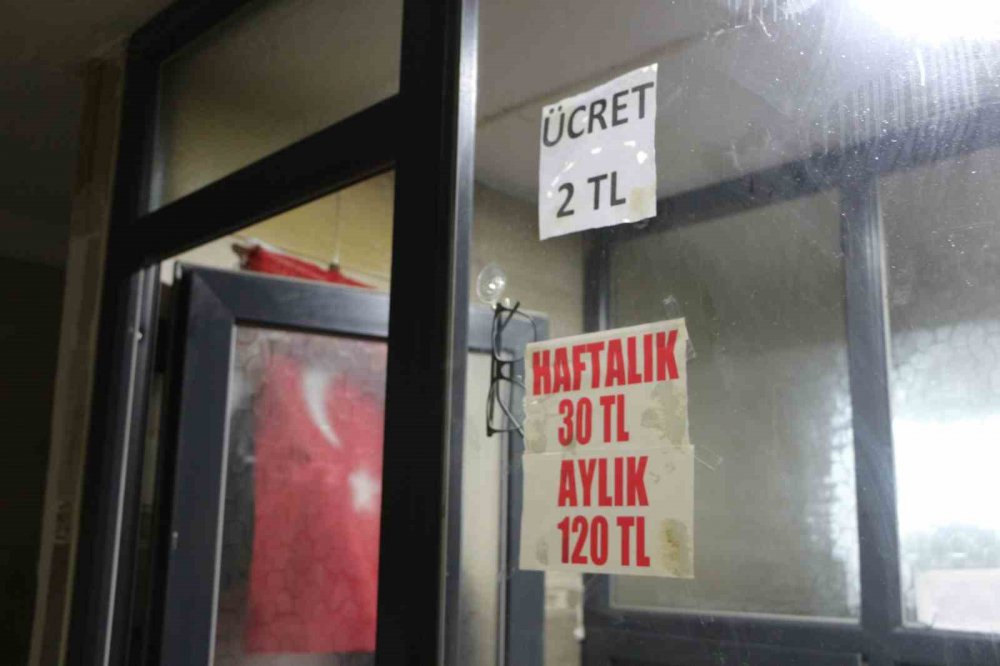 ÜCRET
2 TL
HAFTALIK
30 TL
AYLIK
120 TL